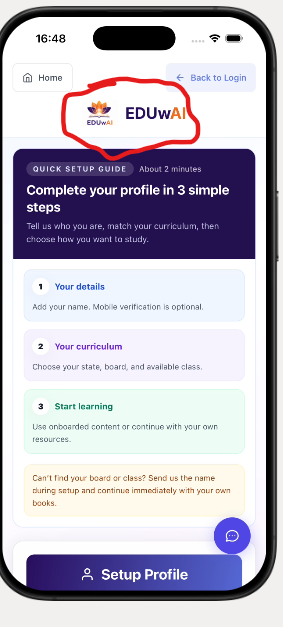 16:48
Home
Back to Login
EDUwAI
EDUwAI
QUICK SETUP GUIDE About 2 minutes
Complete your profile in 3 simple
steps
Tell us who you are, match your curriculum, then
choose how you want to study.
1 Your details
Add your name. Mobile verification is optional.
2 Your curriculum
Choose your state, board, and available class.
3 Start learning
Use onboarded content or continue with your own
resources.
Can't find your board or class? Send us the name
during setup and continue immediately with your own
books.
Setup Profile